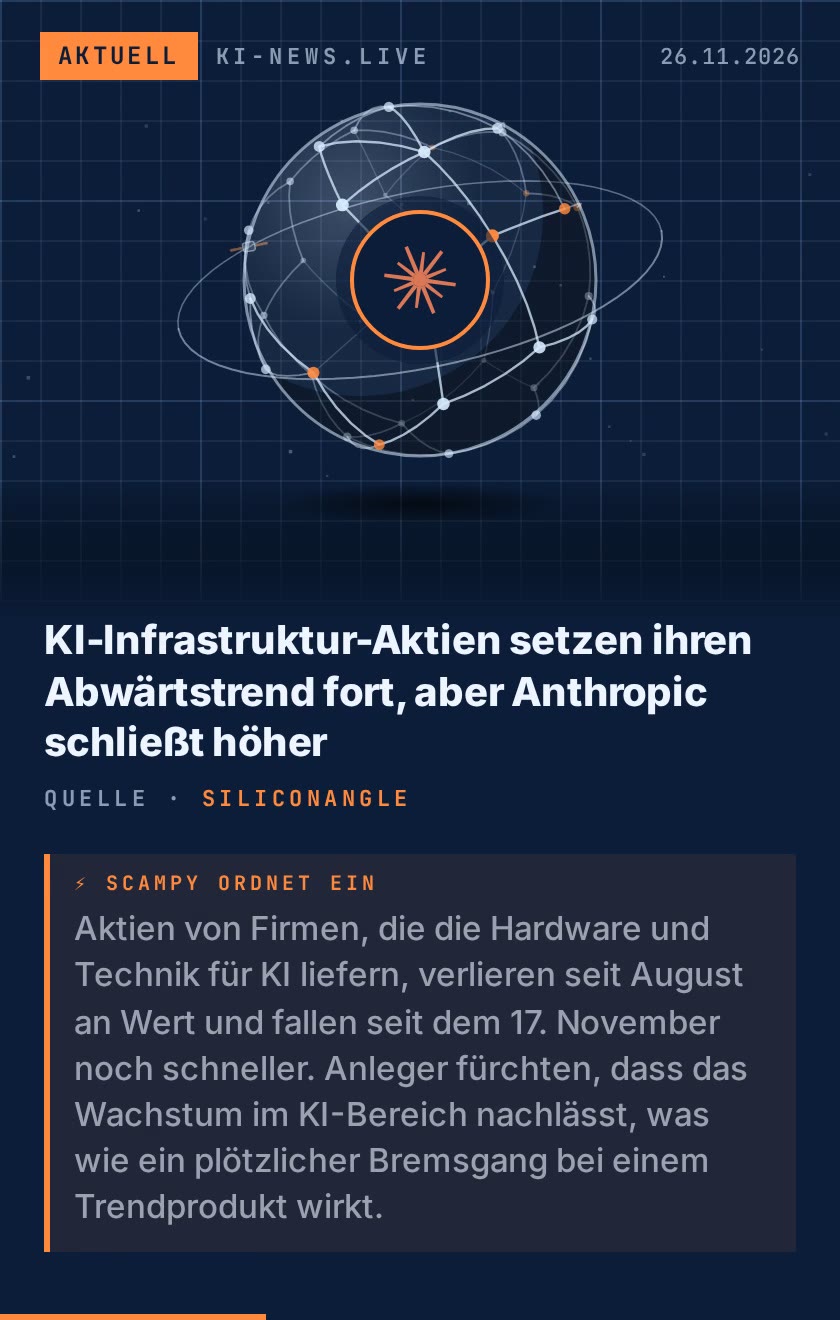 AKTUELL KI-NEWS.LIVE 26.11.2026
KI-Infrastruktur-Aktien setzen ihren
Abwärtstrend fort, aber Anthropic
schließt höher
QUELLE · SILICONANGLE
⚡ SCAMPY ORDNET EIN
Aktien von Firmen, die die Hardware und
Technik für KI liefern, verlieren seit August
an Wert und fallen seit dem 17. November
noch schneller. Anleger fürchten, dass das
Wachstum im KI-Bereich nachlässt, was
wie ein plötzlicher Bremsgang bei einem
Trendprodukt wirkt.